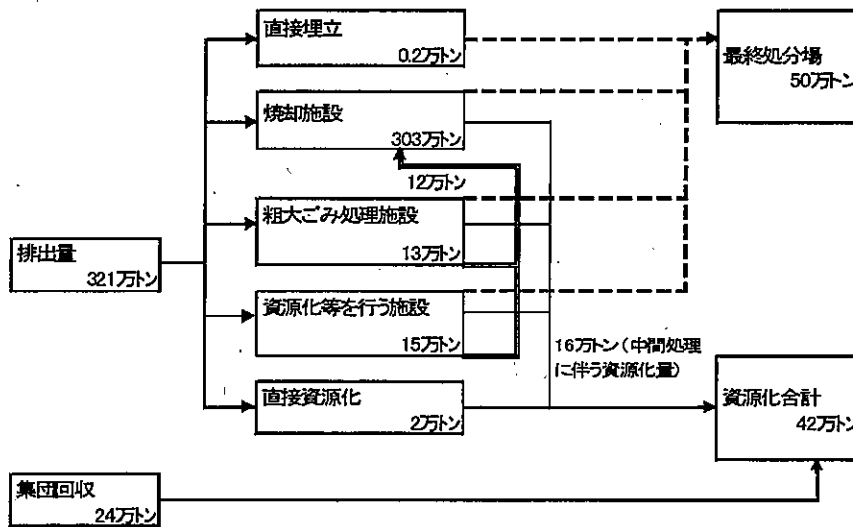 直接埋立
0.2万トン
最終処分場
50万トン
焼却施設
303万トン
12万トン
粗大ごみ処理施設
13万トン
排出量
321万トン
資源化等を行う施設
15万トン
16万トン(中間処理
に伴う資源化量)
直接資源化
2万トン
資源化合計
42万トン
集団回収
24万トン